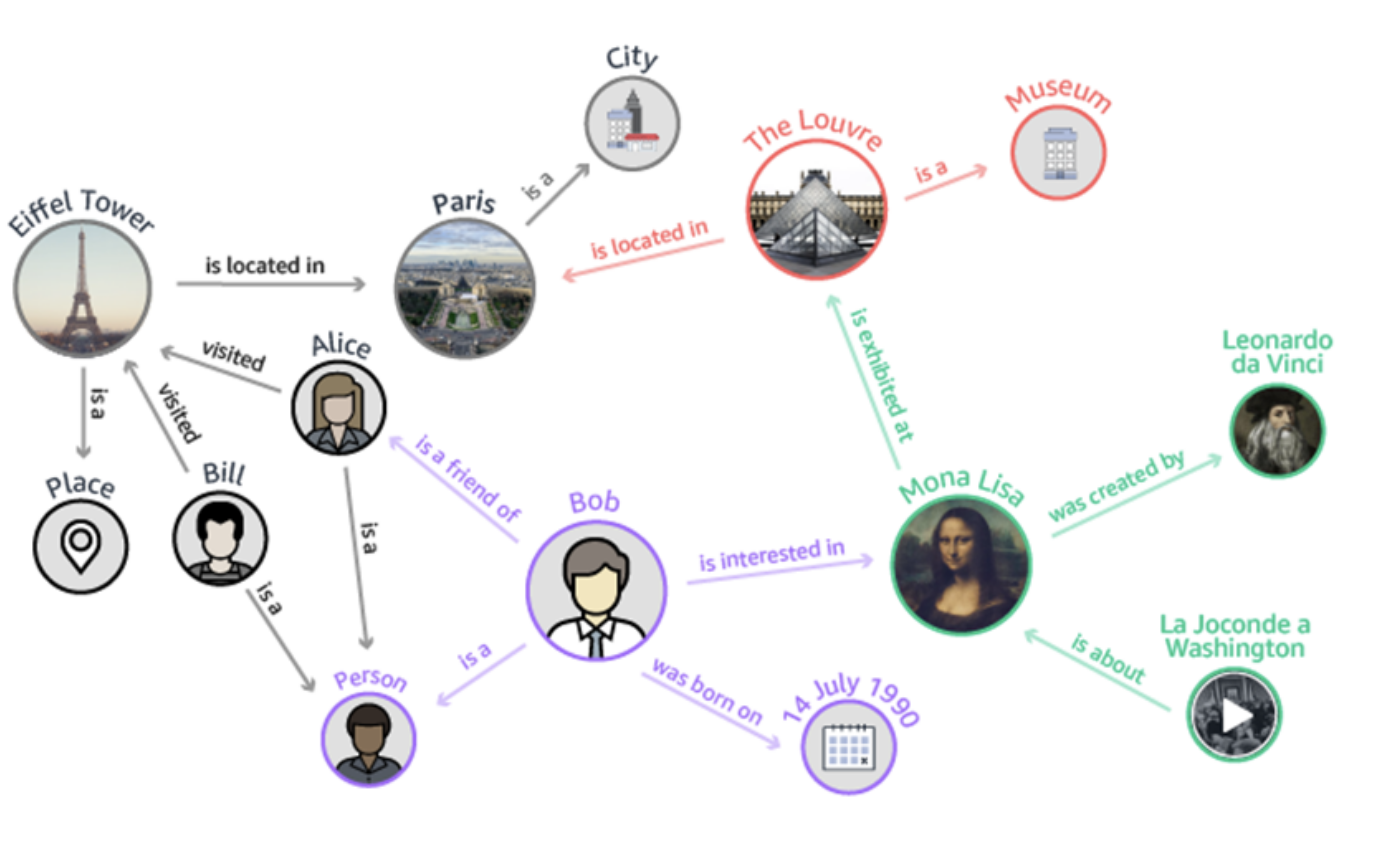 City
Museum
The Louvre
is a
is a
Eiffel Tower
Paris
is located in
is located in
Alice
visited
is a
visited
is exhibited at
Leonardo
da Vinci
is a friend of
Place
Bill
Bob
Mona Lisa
was created by
is a
is interested in
is a
La Joconde a
Washington
is about
is a
Person
was born on
14 July 1990